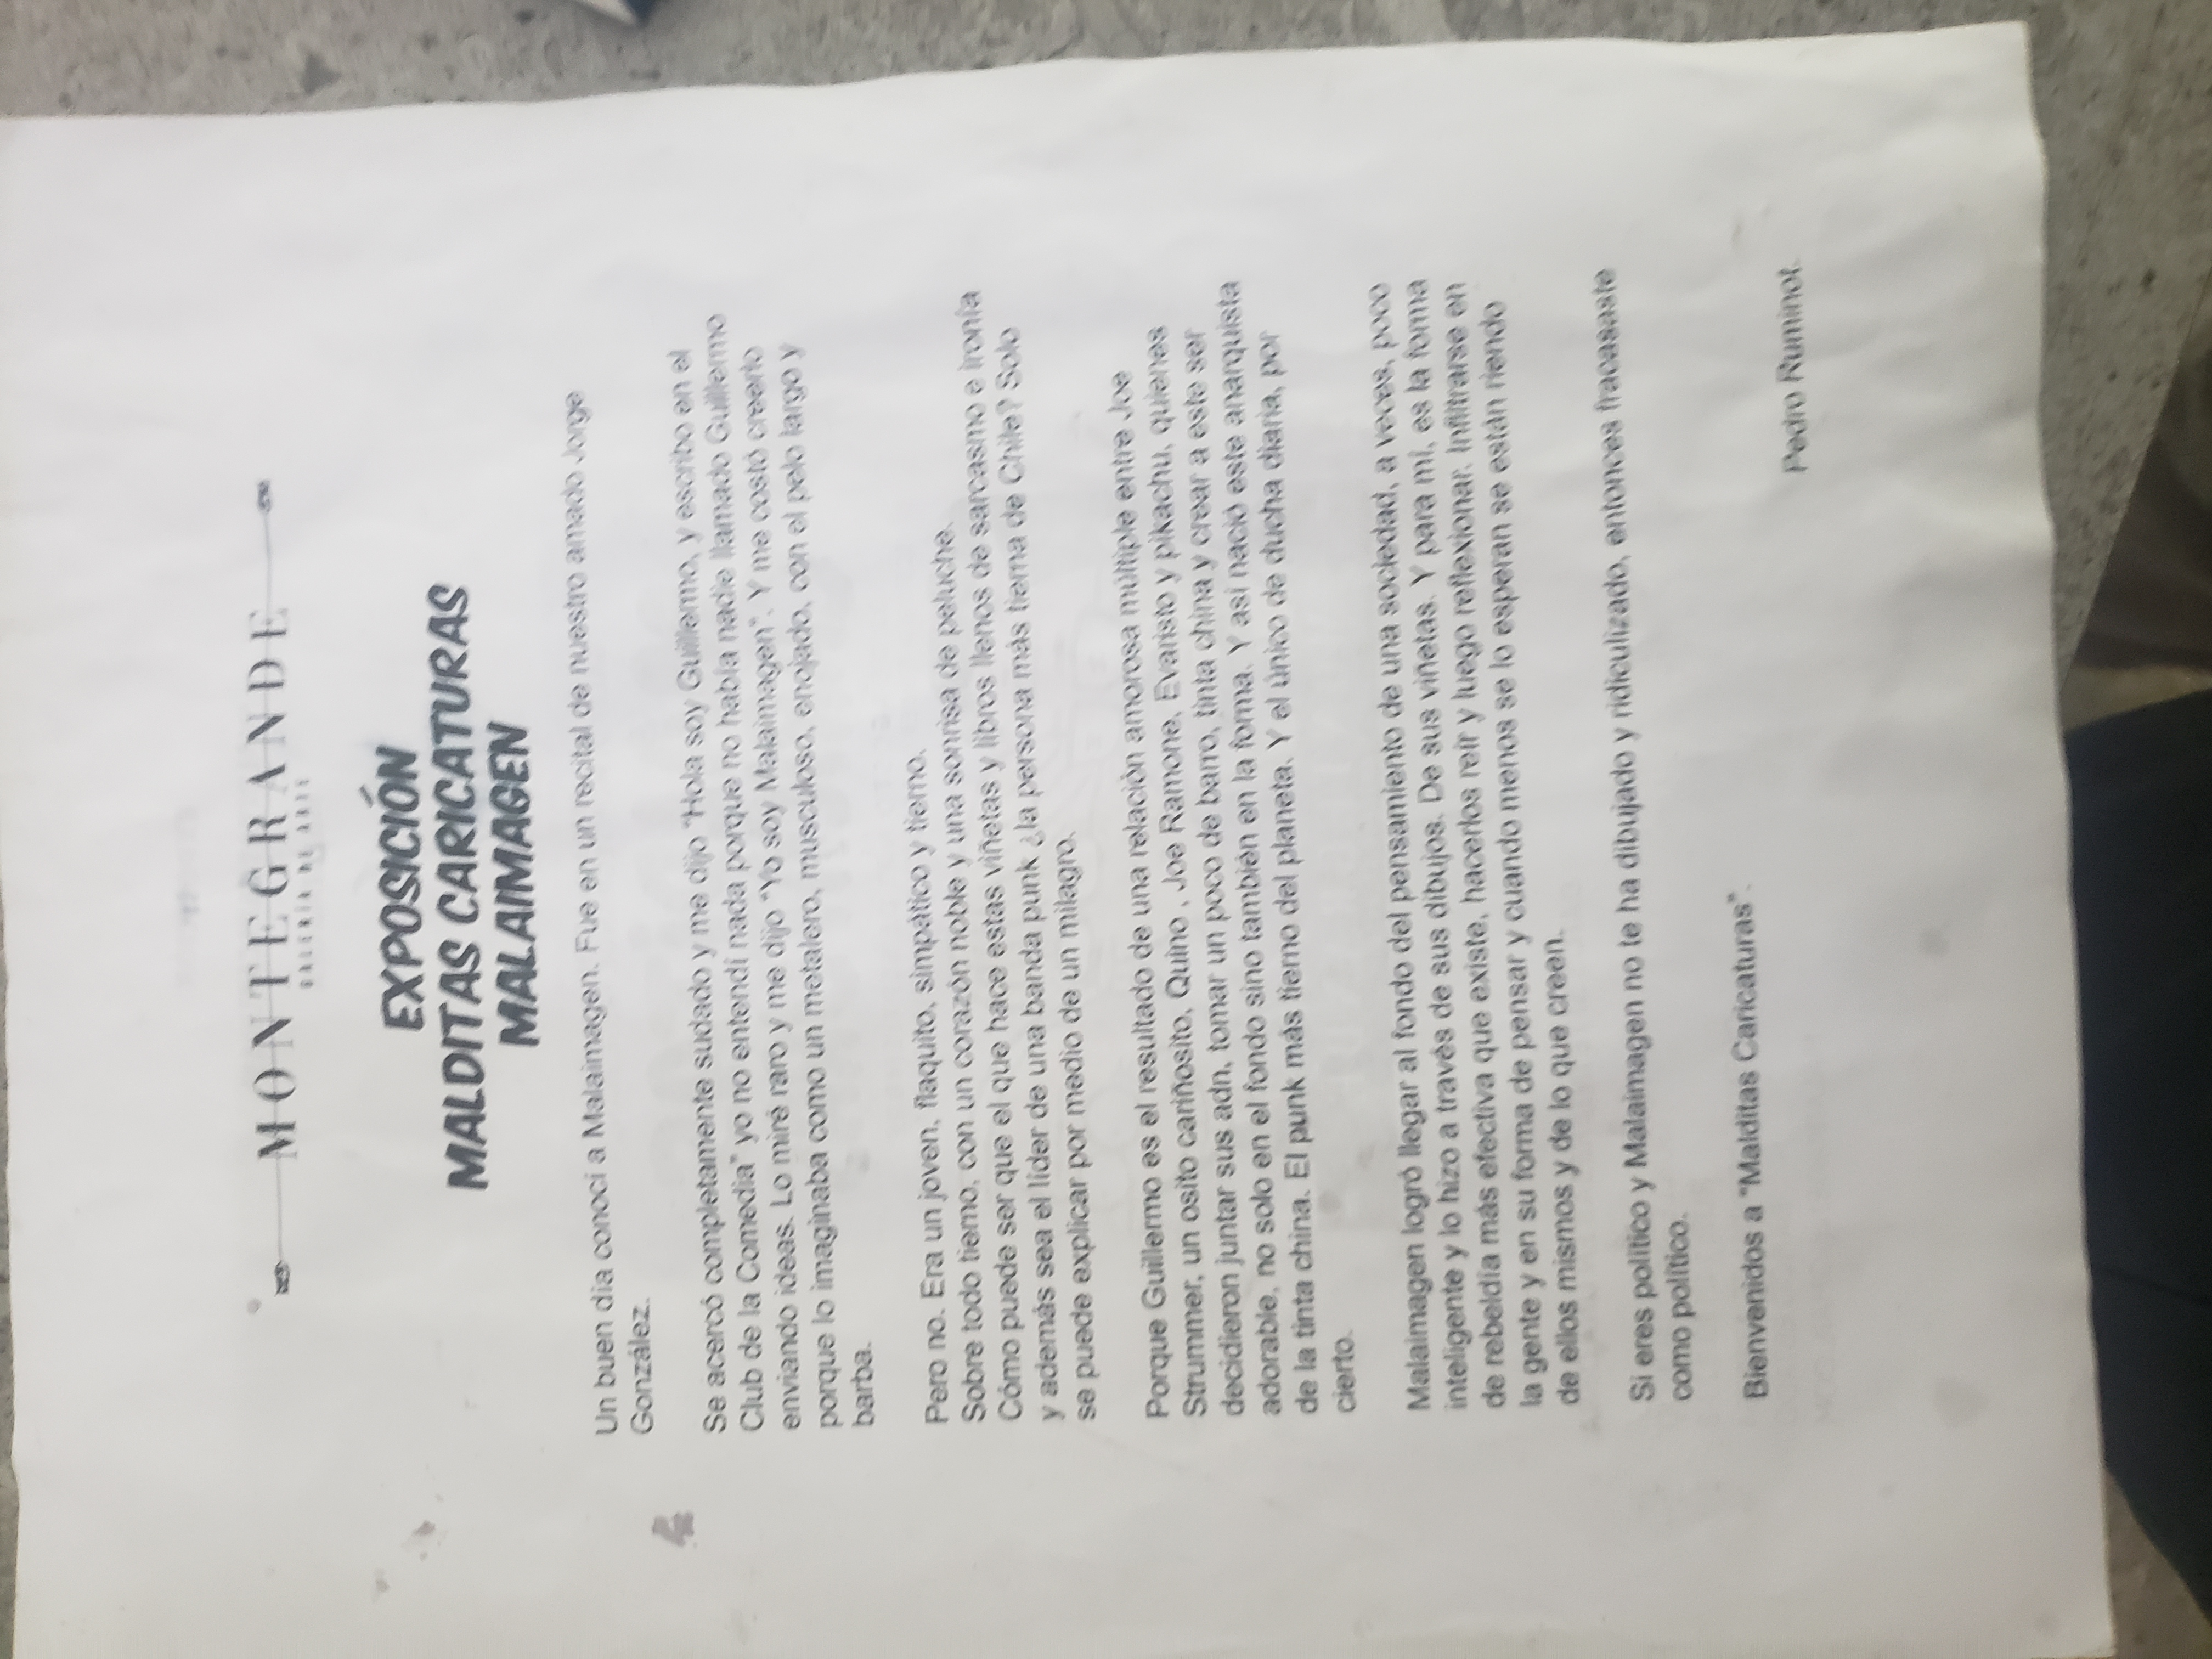 MONTEGRANDE
GALERÍA DE ARTE
EXPOSICIÓN
MALDITAS CARICATURAS
MALAIMAGEN
Un buen día conocí a Malaimagen. Fue en un recital de nuestro amado Jorge
González.
Se acercó completamente sudado y me dijo "Hola soy Guillermo, y escribo en el
Club de la Comedia" yo no entendí nada porque no había nadie llamado Guillermo
enviando ideas. Lo miré raro y me dijo "Yo soy Malaimagen". Y me costó creerlo
porque lo imaginaba como un metalero, musculoso, enojado, con el pelo largo y
barba.
Pero no. Era un joven, flaquito, simpático y tierno.
Sobre todo tierno, con un corazón noble y una sonrisa de peluche.
Cómo puede ser que el que hace estas viñetas y libros llenos de sarcasmo e ironía
y además sea el líder de una banda punk ¿la persona más tierna de Chile? Solo
se puede explicar por medio de un milagro.
Porque Guillermo es el resultado de una relación amorosa múltiple entre Joe
Strummer, un osito cariñosito, Quino , Joe Ramone, Evaristo y pikachu, quienes
decidieron juntar sus adn, tomar un poco de barro, tinta china y crear a este ser
adorable, no solo en el fondo sino también en la forma. Y así nació este anarquista
de la tinta china. El punk más tierno del planeta. Y el único de ducha diaria, por
cierto.
Malaimagen logró llegar al fondo del pensamiento de una sociedad, a veces, poco
inteligente y lo hizo a través de sus dibujos. De sus viñetas. Y para mí, es la forma
de rebeldía más efectiva que existe, hacerlos reír y luego reflexionar. Infiltrarse en
la gente y en su forma de pensar y cuando menos se lo esperan se están riendo
de ellos mismos y de lo que creen.
Si eres político y Malaimagen no te ha dibujado y ridiculizado, entonces fracasaste
como político.
Bienvenidos a "Malditas Caricaturas".
Pedro Ruminot.